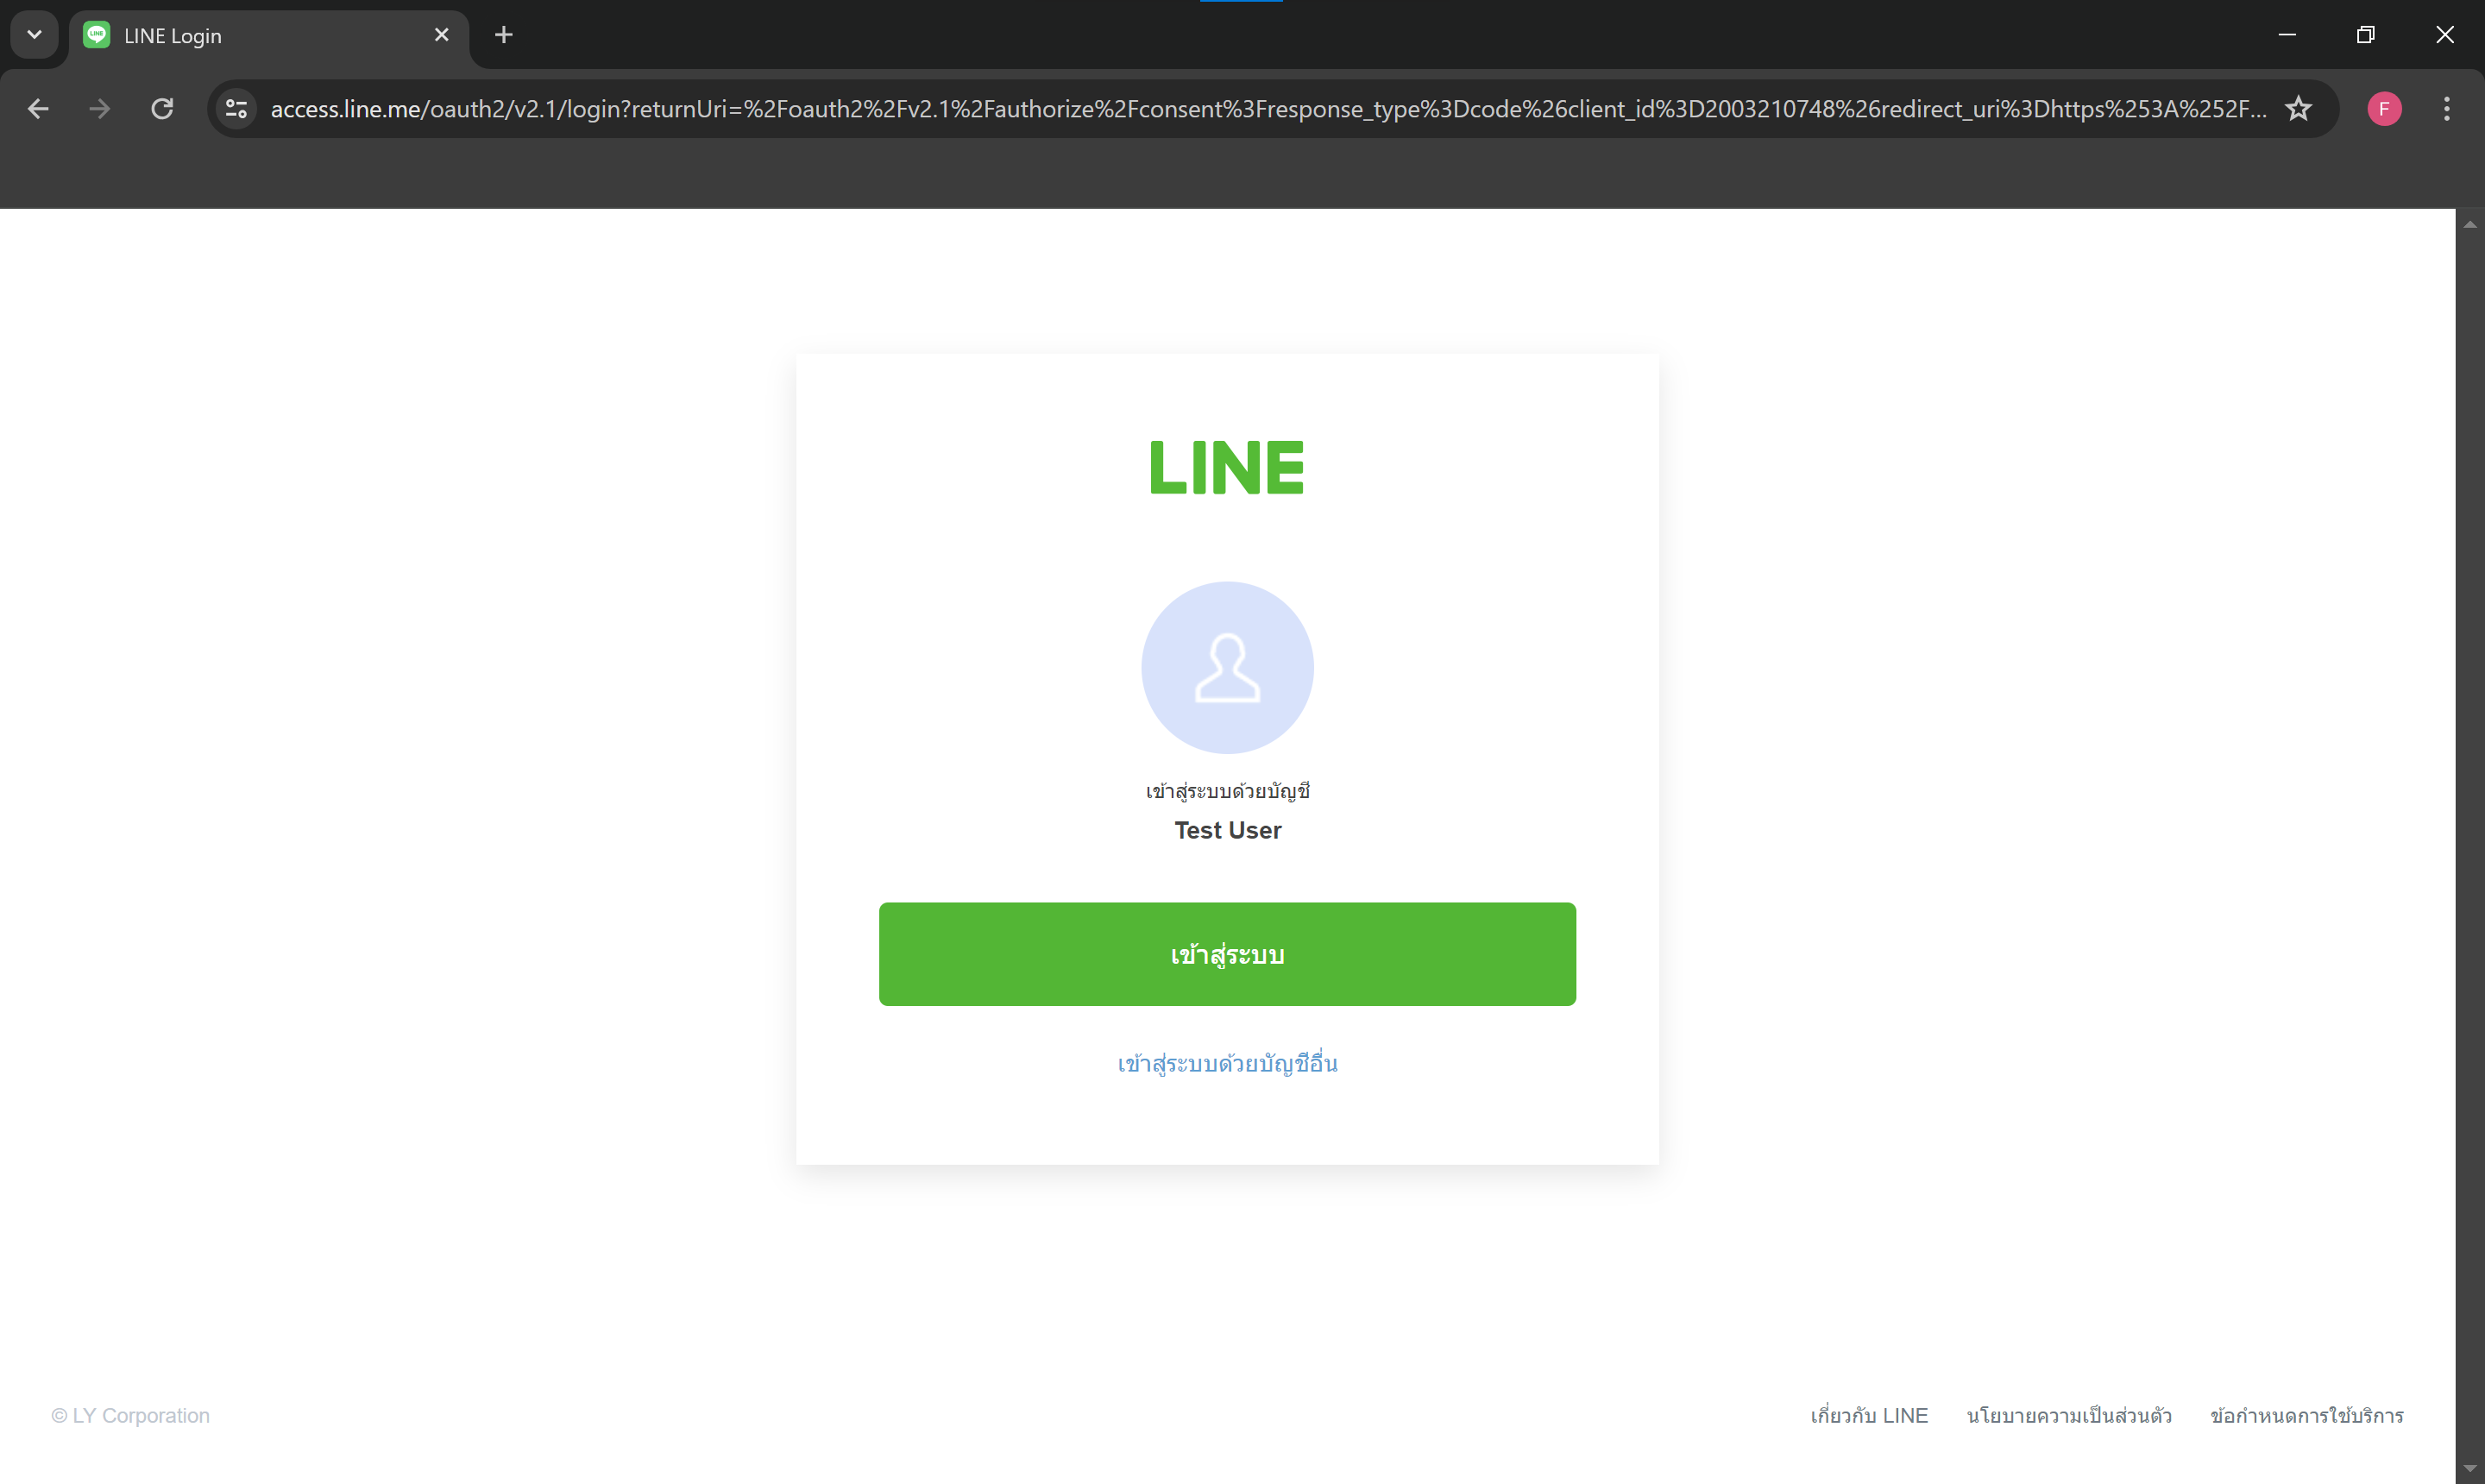 LINE Login
access.line.me/oauth2/v2.1/login?returnUri=%2Foauth2%2Fv2.1%2Fauthorize%2Fconsent%3Fresponse_type%3Dcode%26client_id%3D2003210748%26redirect_uri%3Dhttps%253A%252F...
F
LINE
เข้าสู่ระบบด้วยบัญชี
Test User
เข้าสู่ระบบ
เข้าสู่ระบบด้วยบัญชีอื่น
© LY Corporation
เกี่ยวกับ LINE นโยบายความเป็นส่วนตัว ข้อกำหนดการใช้บริการ